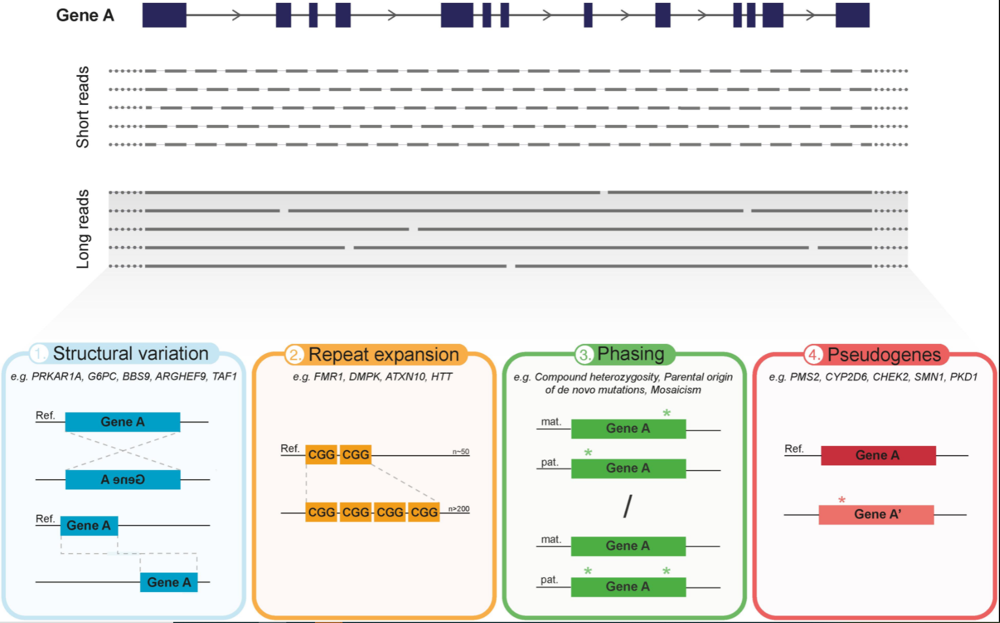 Gene A
Short reads
Long reads
1. Structural variation
e.g. PRKAR1A, G6PC, BBS9, ARGHEF9, TAF1
Ref.
Gene A
Gene A
Ref.
Gene A
Gene A
2. Repeat expansion
e.g. FMR1, DMPK, ATXN10, HTT
Ref.
CGG CGG
n~50
CGG CGG CGG CGG
n>200
3. Phasing
e.g. Compound heterozygosity, Parental origin
of de novo mutations, Mosaicism
*
mat.
Gene A
*
pat.
Gene A
/
mat.
Gene A
* *
pat.
Gene A
4. Pseudogenes
e.g. PMS2, CYP2D6, CHEK2, SMN1, PKD1
Ref.
Gene A
*
Gene A’